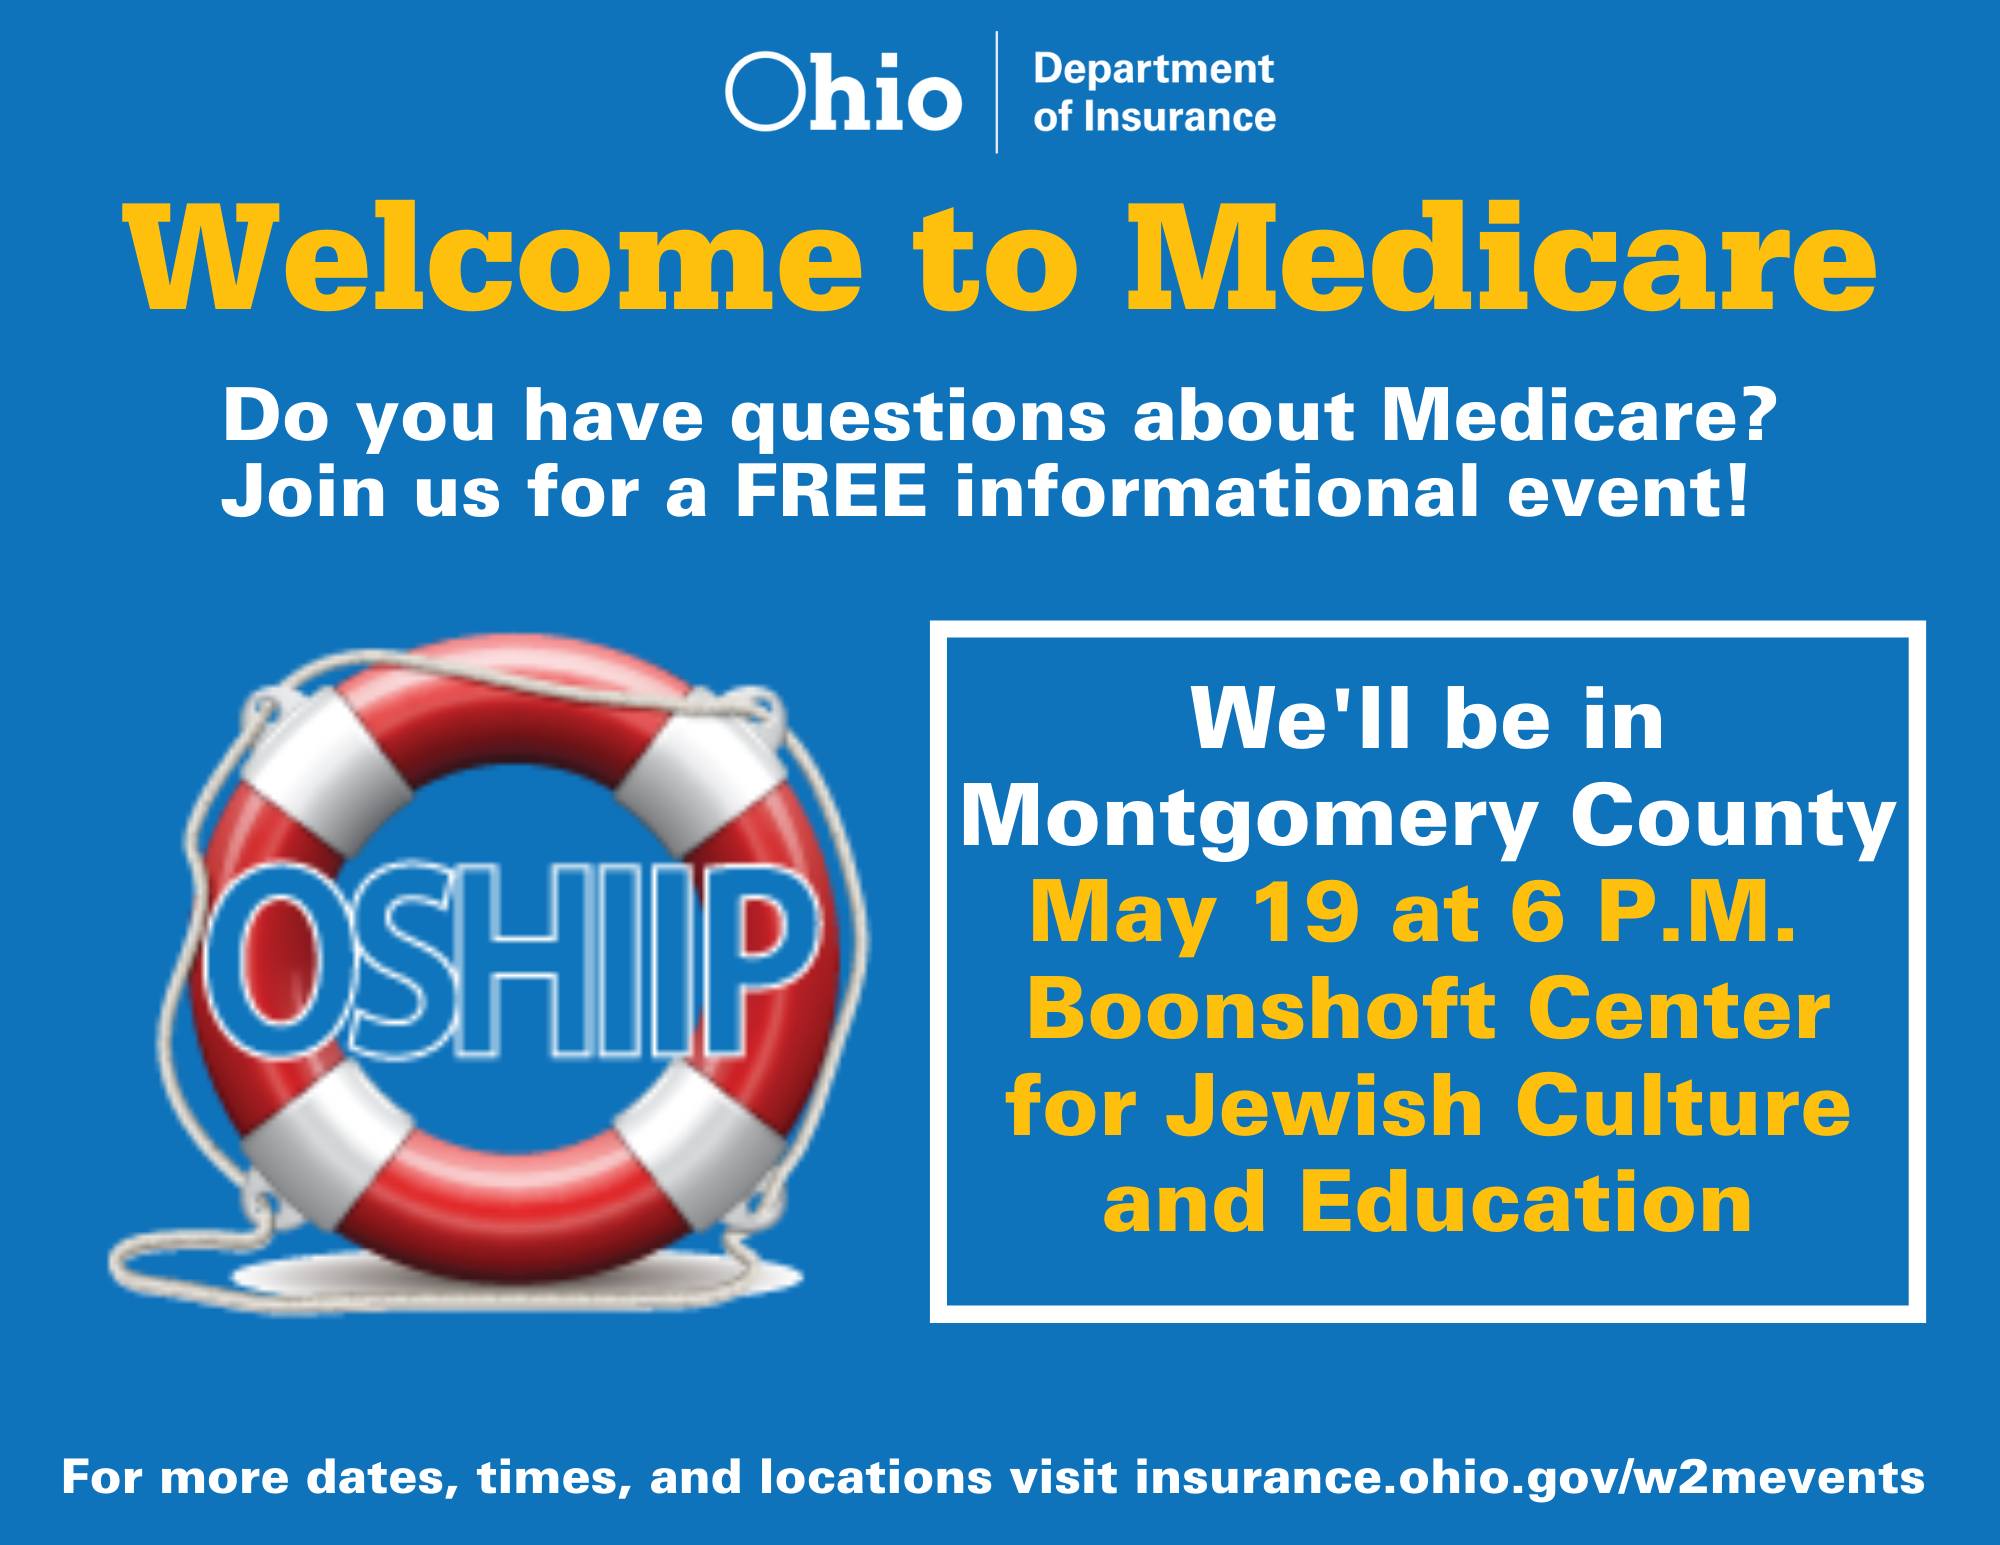 Ohio
Department
of Insurance
Welcome to Medicare
Do you have questions about Medicare?
Join us for a FREE informational event!
OSHIIP
We'll be in
Montgomery County
May 19 at 6 P.M.
Boonshoft Center
for Jewish Culture
and Education
For more dates, times, and locations visit insurance.ohio.gov/w2mevents